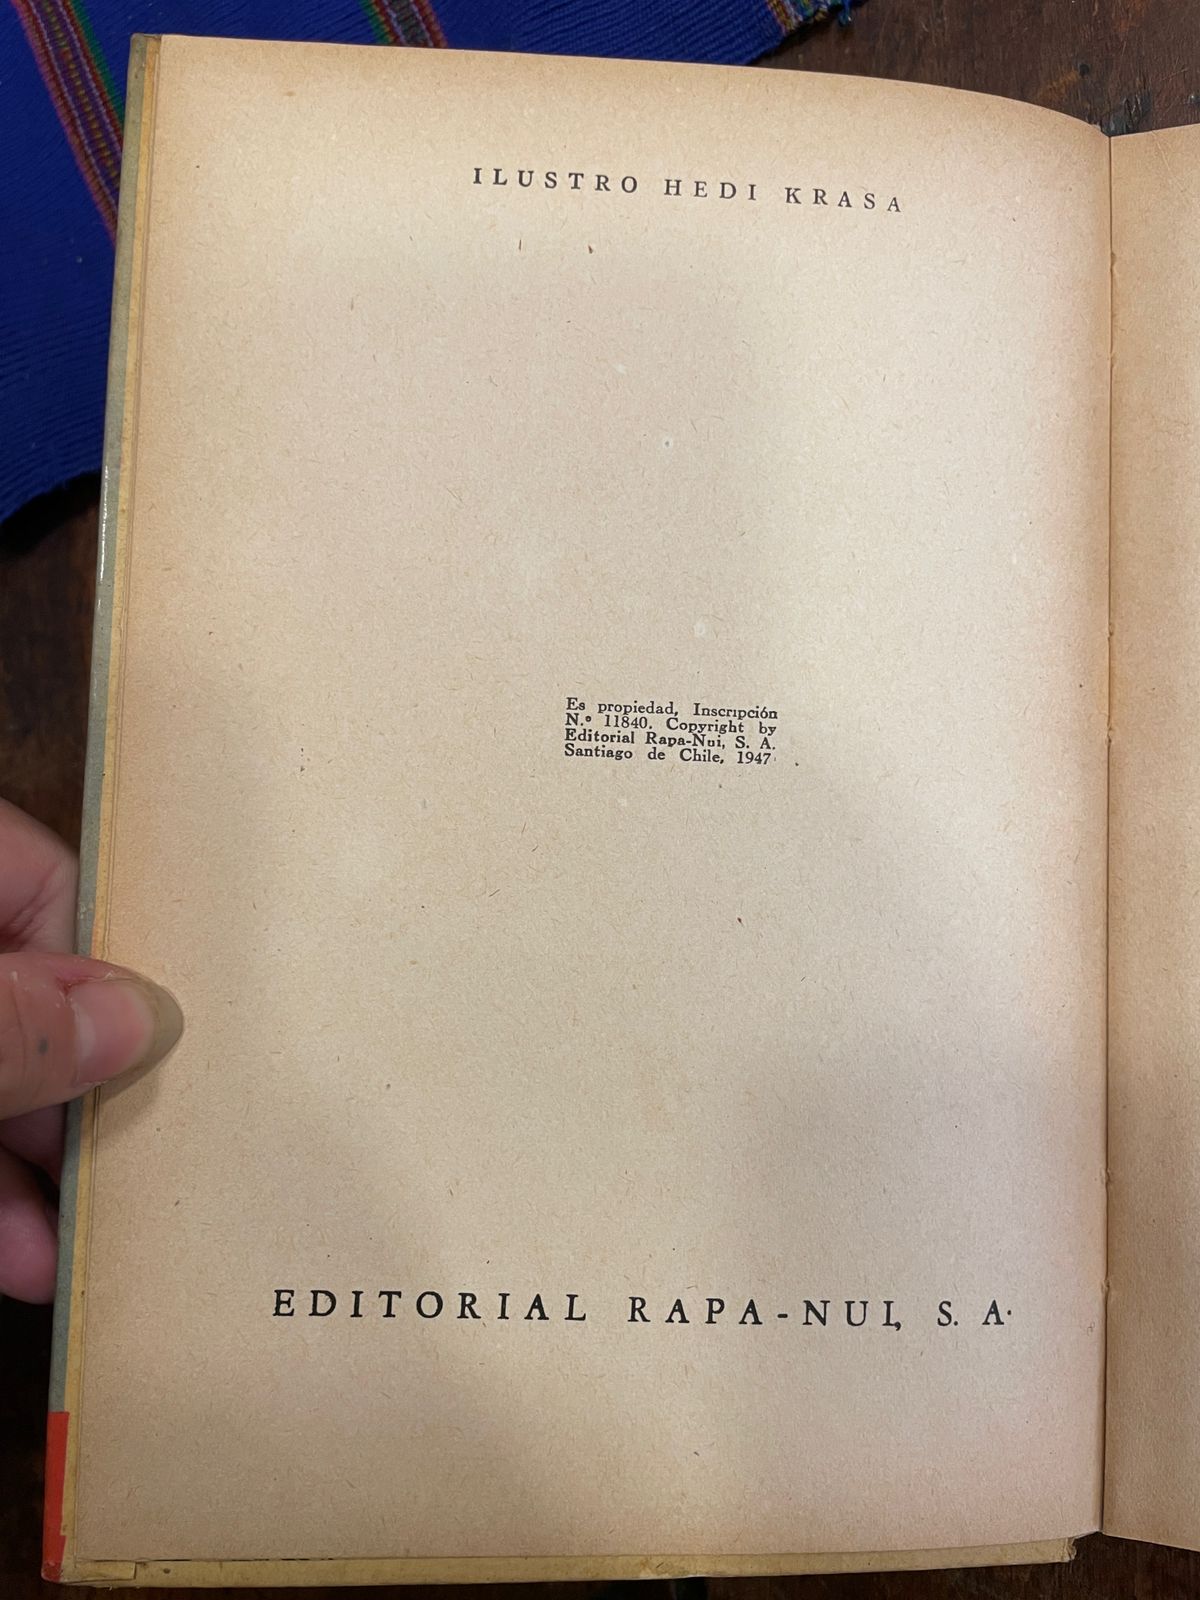 ILUSTRO HEDI KRASA
Es propiedad, Inscripción
N.º 11840. Copyright by
Editorial Rapa-Nui, S. A.
Santiago de Chile, 1947
EDITORIAL RAPA-NUI, S. A.